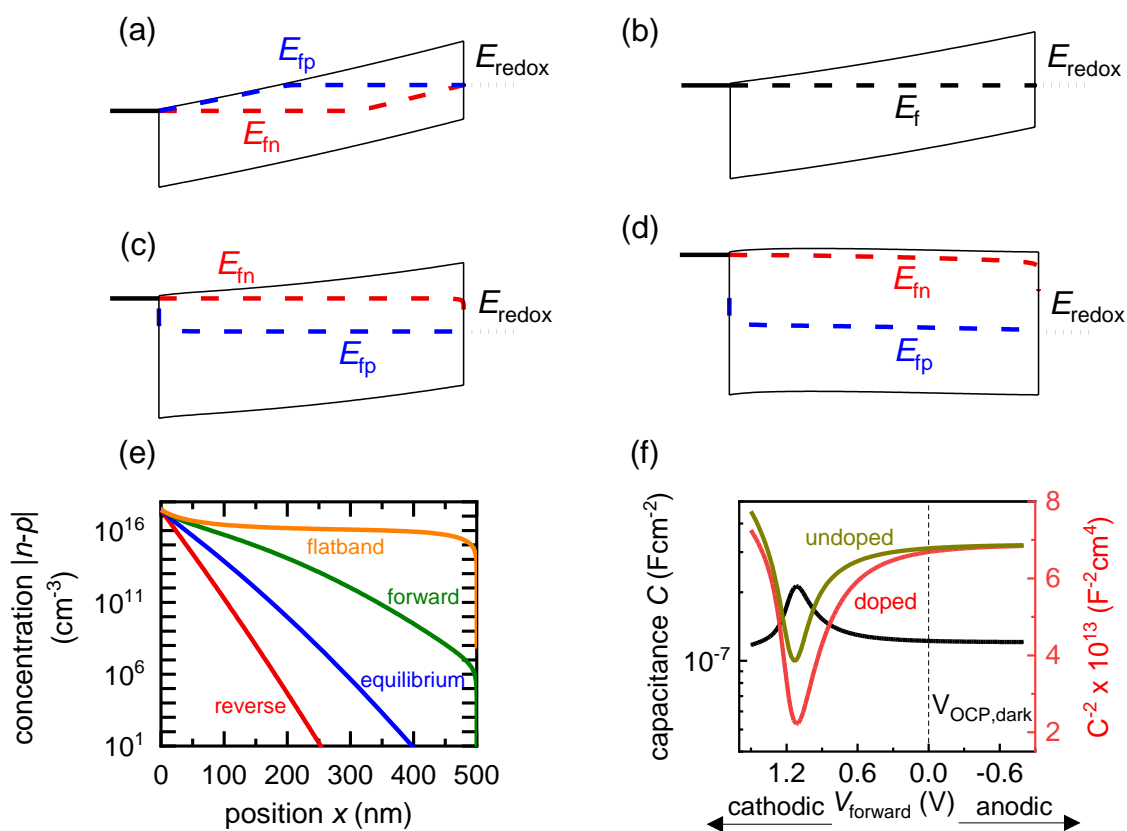 (a)
E_fp
E_redox
E_fn
(b)
E_redox
E_f
(c)
E_fn
E_redox
E_fp
(d)
E_fn
E_redox
E_fp
(e)
concentration |n-p|
(cm^-3)
10^16
10^11
10^6
10^1
flatband
forward
equilibrium
reverse
0 100 200 300 400 500
position x (nm)
(f)
capacitance C (Fcm^-2)
10^-7
undoped
doped
V_OCP,dark
8
6
4
2
C^-2 x 10^13 (F^-2cm^4)
1.2 0.6 0.0 -0.6
cathodic V_forward (V) anodic